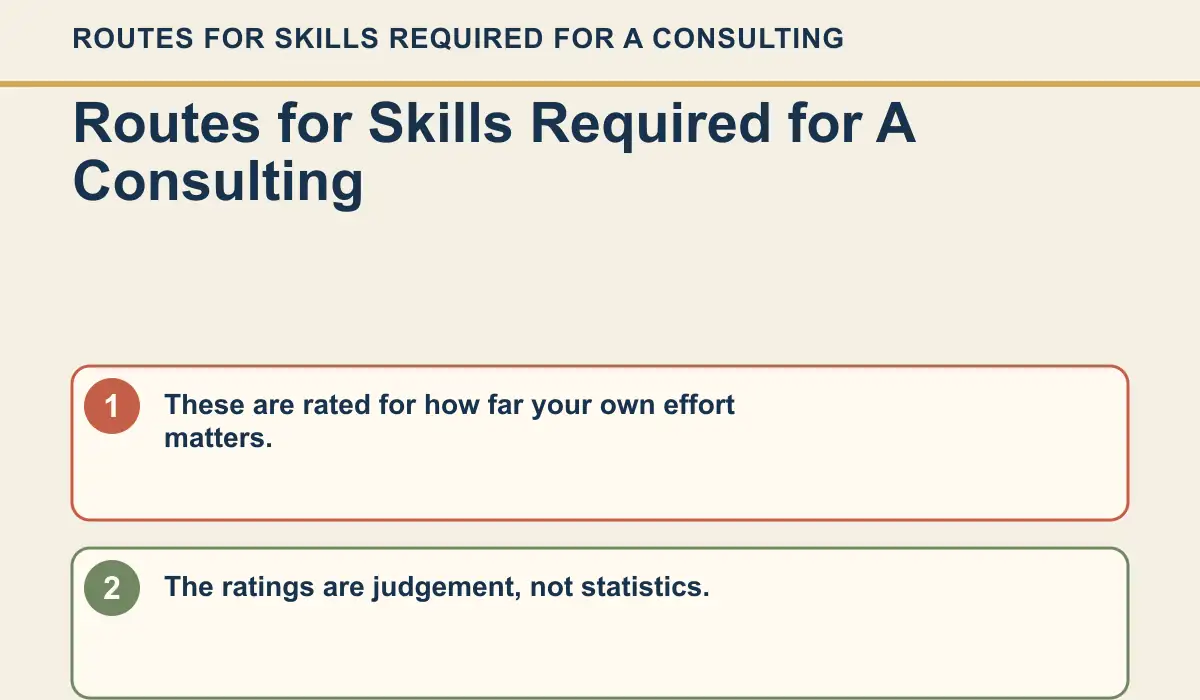 ROUTES FOR SKILLS REQUIRED FOR A CONSULTING
Routes for Skills Required for A
Consulting
1
These are rated for how far your own effort
matters.
2
The ratings are judgement, not statistics.